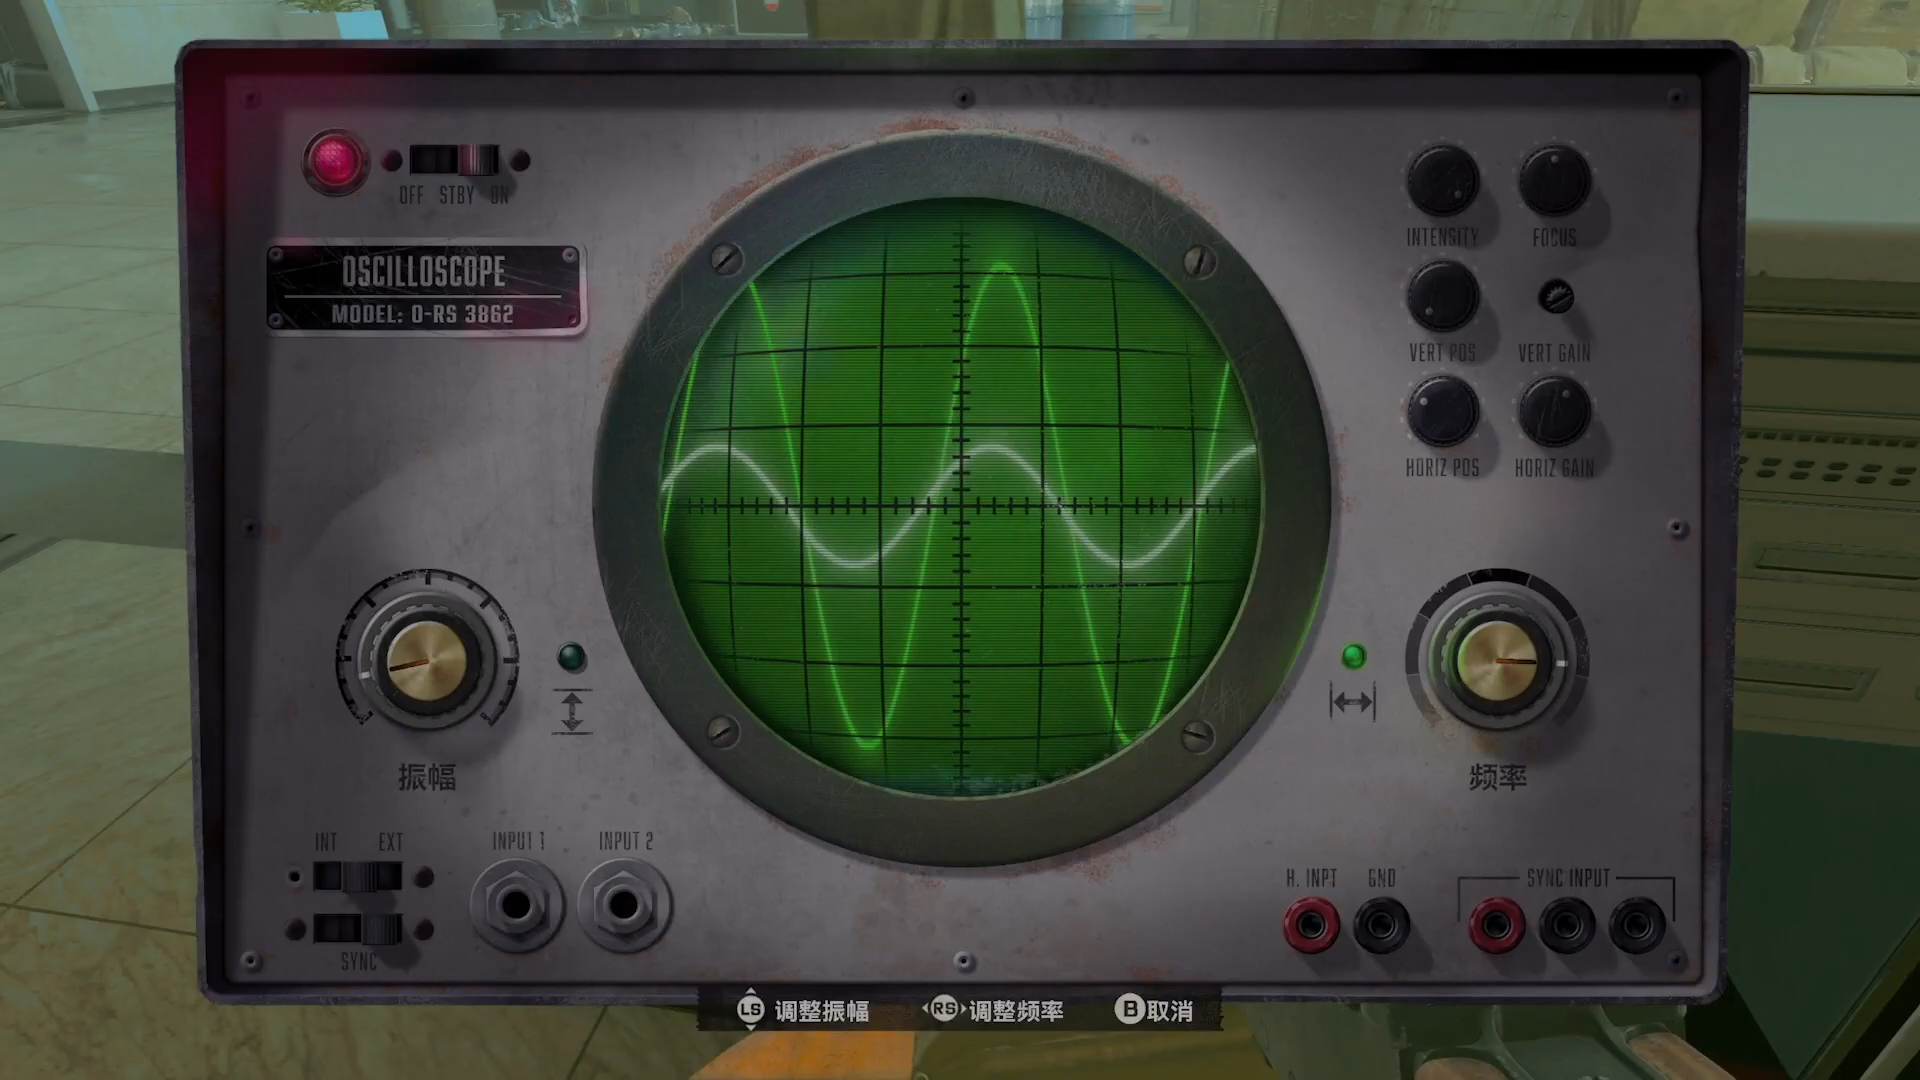 OFF STBY ON
OSCILLOSCOPE
MODEL: O-RS 3862
INTENSITY FOCUS
VERT POS VERT GAIN
HORIZ POS HORIZ GAIN
振幅
频率
INT EXT
SYNC
INPUT 1 INPUT 2
H. INPT GND
SYNC INPUT
LS 调整振幅 RS 调整频率 B 取消